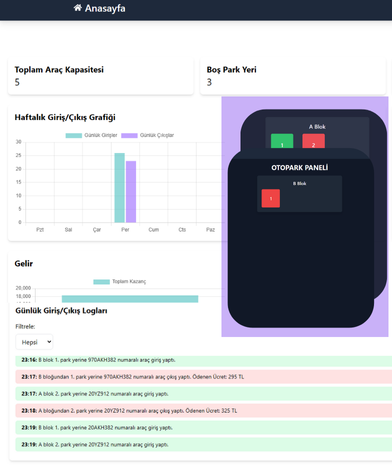 Anasayfa
Toplam Araç Kapasitesi
5
Boş Park Yeri
3
Haftalık Giriş/Çıkış Grafiği
Günlük Girişler
Günlük Çıkışlar
30
25
20
15
10
5
0
Pzt
Sal
Çar
Per
Cum
Cts
Paz
A Blok
1
2
OTOPARK PANELİ
B Blok
1
Gelir
Toplam Kazanç
20,000
18,000
Günlük Giriş/Çıkış Logları
Filtrele:
Hepsi
23:16: B blok 1. park yerine 970AKH382 numaralı araç giriş yaptı.
23:17: B bloğundan 1. park yerine 970AKH382 numaralı araç çıkış yaptı. Ödenen Ücret: 295 TL
23:17: A blok 2. park yerine 20YZ912 numaralı araç giriş yaptı.
23:18: A bloğundan 2. park yerine 20YZ912 numaralı araç çıkış yaptı. Ödenen Ücret: 325 TL
23:19: B blok 1. park yerine 20AKH382 numaralı araç giriş yaptı.
23:19: A blok 2. park yerine 20YZ912 numaralı araç giriş yaptı.